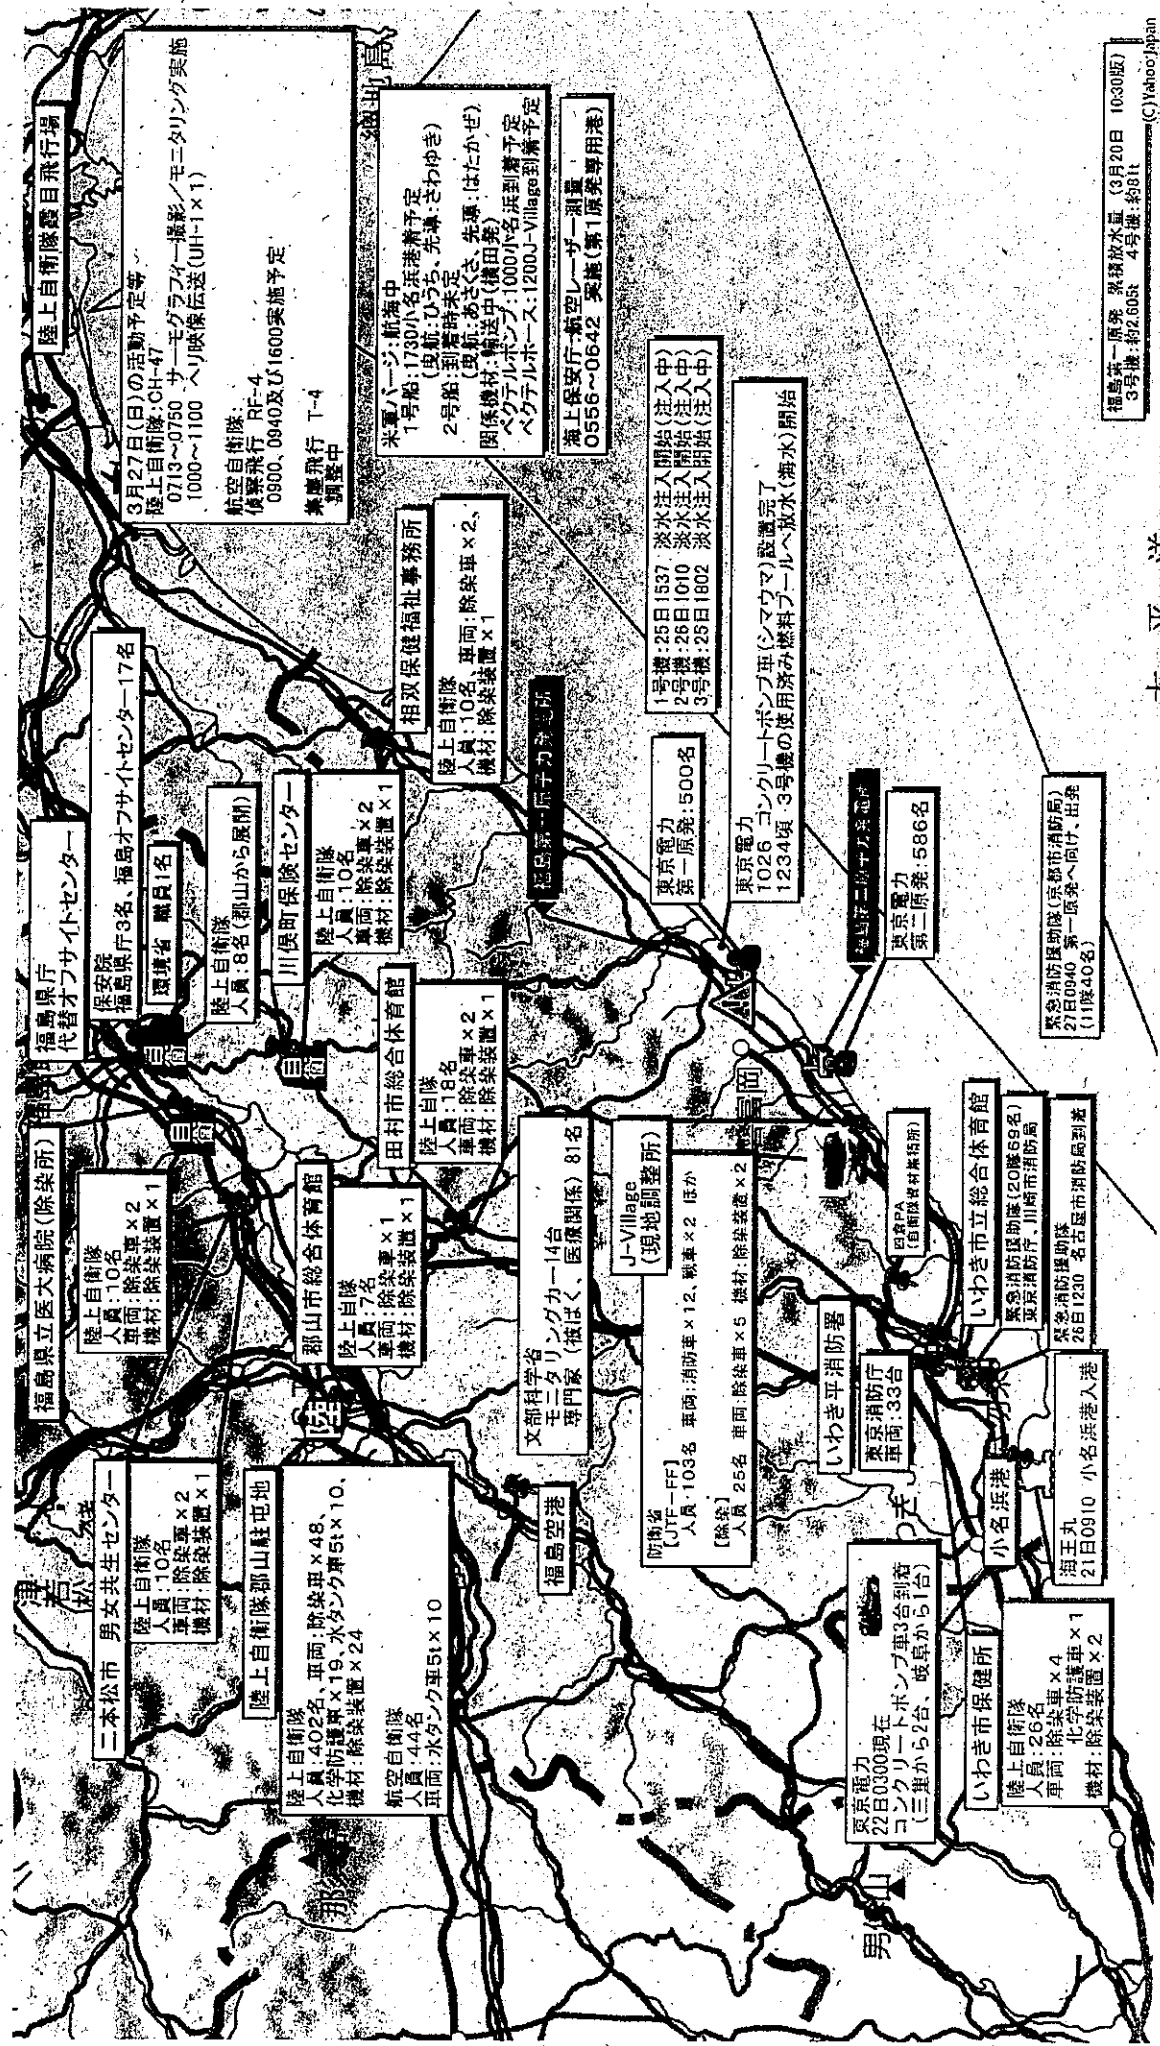 陸上自衛隊霞目飛行場
3月27日(日)の活動予定等
陸上自衛隊:CH-47
0713～0750 サーモグラフィー撮影／モニタリング実施
1000～1100 ヘリ映像伝送(UH-1×1)
航空自衛隊:
偵察飛行 RF-4
0900、0940及び1600実施予定
集塵飛行 T-4
調整中
米軍バージ:航海中
1号船:1730小名浜港着予定
(曳航:ひうち、先導:さわゆき)
2号船:到着時未定
(曳航:あさぐさ、先導:はたかぜ)
関係機材:輸送中(横田発)
ベクテルポンプ:1000小名浜到着予定
ベクテルホース:1200J-Village到着予定
海上保安庁:航空レーザー測量
0556～0642 実施(第1原発専用港)
福島県庁
代替オフサイトセンター
保安院
福島県庁3名、福島オフサイトセンター17名
環境省 職員1名
陸上自衛隊
人員:8名(郡山から展開)
川俣町保険センター
陸上自衛隊
人員:10名
車両:除染車×2
機材:除染装置×1
相双保健福祉事務所
陸上自衛隊
人員:10名、車両:除染車×2、
機材:除染装置×1
1号機:25日1537 淡水注入開始(注入中)
2号機:26日1010 淡水注入開始(注入中)
3号機:25日1802 淡水注入開始(注入中)
東京電力
第一原発:500名
東京電力
1026 コンクリートポンプ車(シマウマ)設置完了
1234頃 3号機の使用済み燃料プールへ放水(海水)開始
東京電力
第二原発:586名
福島県立医大病院(除染所)
陸上自衛隊
人員:10名
車両:除染車×2
機材:除染装置×1
田村市総合体育館
陸上自隊
人員:18名
車両:除染車×2
機材:除染装置×1
郡山市総合体育館
陸上自隊
人員:7名
車両:除染車×1
機材:除染装置×1
文部科学省
モニタリングカー14台
専門家(被ばく、医療関係) 81名
J-Village
(現地調整所)
防衛省
[JTF-FF]
人員:103名 車両:消防車×12、戦車×2 ほか
[除染]
人員 25名 車両:除染車×5 機材:除染装置×2
富岡
四倉PA
(自衛隊資材集積所)
二本松市 男女共生センター
陸上自衛隊
人員:10名
車両:除染車×2
機材:除染装置×1
陸上自衛隊郡山駐屯地
陸上自衛隊
人員 402名、車両:除染車×48、
化学防護車×19、水タンク車5t×10、
機材:除染装置×24
航空自衛隊
人員:44名
車両:水タンク車5t×10
福島空港
いわき平消防署
東京消防庁
車両:33台
いわき市立総合体育館
緊急消防援助隊(20隊69名)
東京消防庁、川崎市消防局
緊急消防援助隊
26日1230 名古屋市消防局到着
緊急消防援助隊(京都市消防局)
27日0940 第一原発へ向け、出発
(11隊40名)
小名浜港
海王丸
21日0910 小名浜港入港
東京電力
22日0300現在
コンクリートポンプ車3台到着
(三重から2台、岐阜から1台)
いわき市保健所
陸上自衛隊
人員:26名
車両:除染車×4
化学防護車×1
機材:除染装置×2
福島第一原発 累積放水量 (3月20日 10:30版)
3号機:約2,605t 4号機:約81t
(C)Yahoo Japan